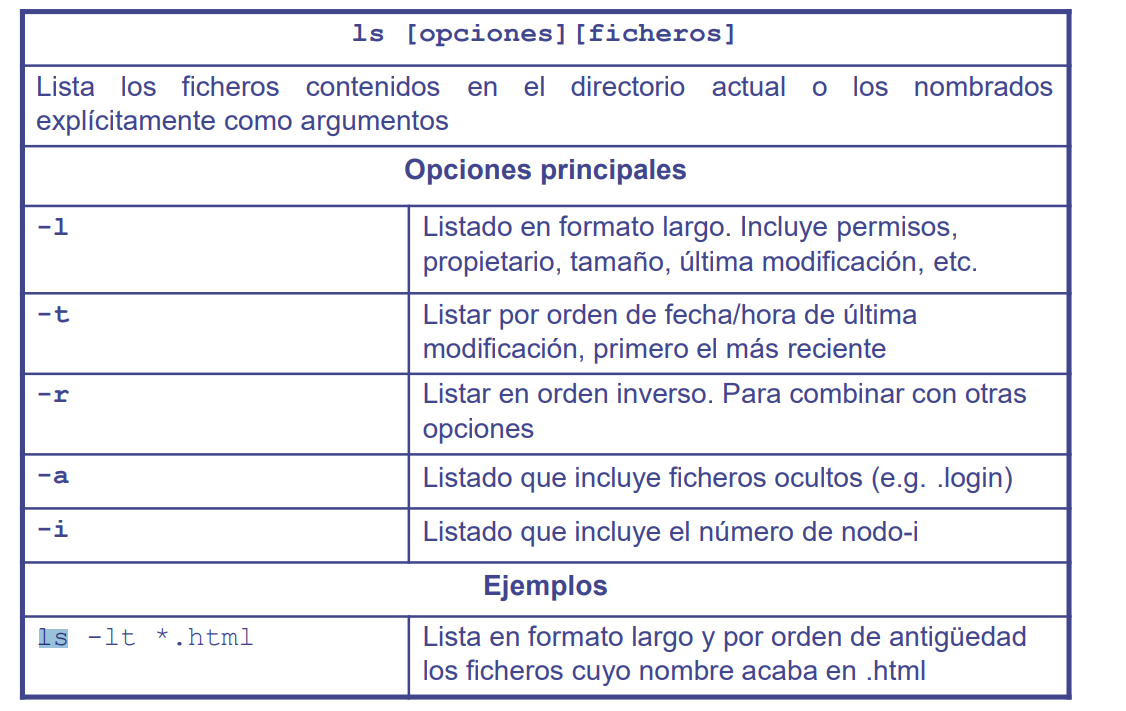 ls [opciones][ficheros]
Lista los ficheros contenidos en el directorio actual o los nombrados
explícitamente como argumentos
Opciones principales
-l
Listado en formato largo. Incluye permisos,
propietario, tamaño, última modificación, etc.
-t
Listar por orden de fecha/hora de última
modificación, primero el más reciente
-r
Listar en orden inverso. Para combinar con otras
opciones
-a
Listado que incluye ficheros ocultos (e.g. .login)
-i
Listado que incluye el número de nodo-i
Ejemplos
ls -lt *.html
Lista en formato largo y por orden de antigüedad
los ficheros cuyo nombre acaba en .html